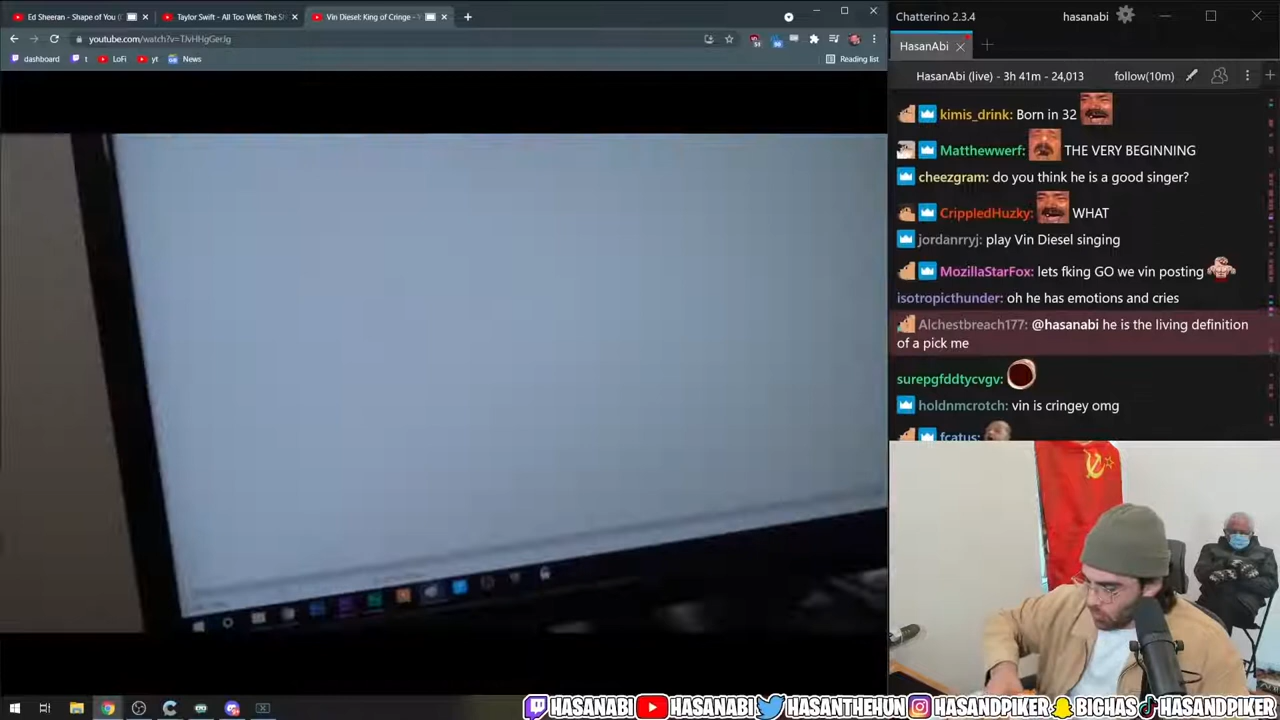 Ed Sheeran - Shape of You (
Taylor Swift - All Too Well: The Sh
Vin Diesel: King of Cringe - Y
youtube.com/watch?v=TJvHHgGerJg
dashboard
t
LoFi
yt
News
Reading list
Chatterino 2.3.4
hasanabi
HasanAbi
HasanAbi (live) - 3h 41m - 24,013
follow(10m)
kimis_drink: Born in 32
Matthewwerf: THE VERY BEGINNING
cheezgram: do you think he is a good singer?
CrippledHuzky: WHAT
jordanrryj: play Vin Diesel singing
MozillaStarFox: lets fking GO we vin posting
isotropicthunder: oh he has emotions and cries
Alchestbreach177: @hasanabi he is the living definition
of a pick me
surepgfddtycvgv:
holdnmcrotch: vin is cringey omg
fcatus:
HASANABI HASANABI HASANTHEHUN HASANDPIKER BIGHAS HASANDPIKER